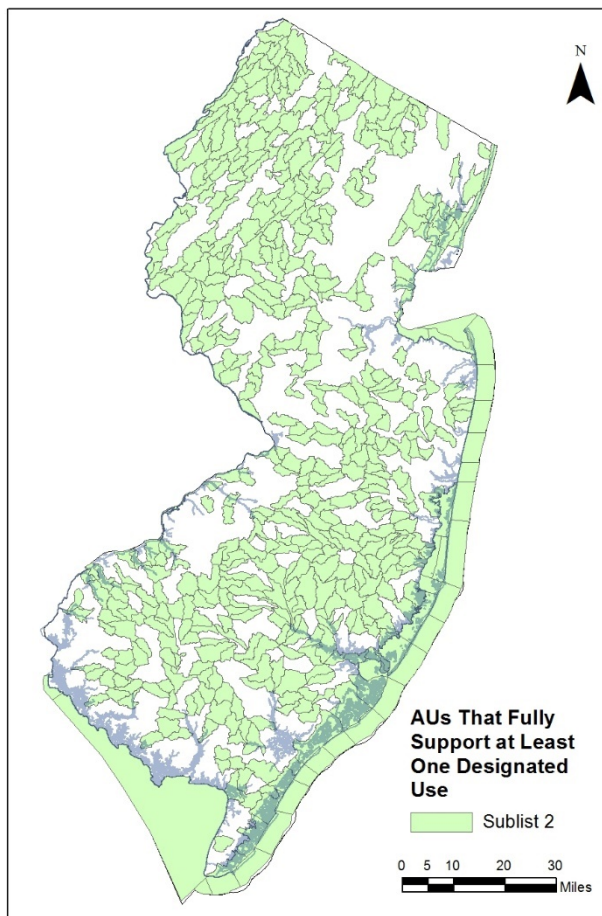 N
AUs That Fully
Support at Least
One Designated
Use
Sublist 2
0 5 10 20 30
Miles